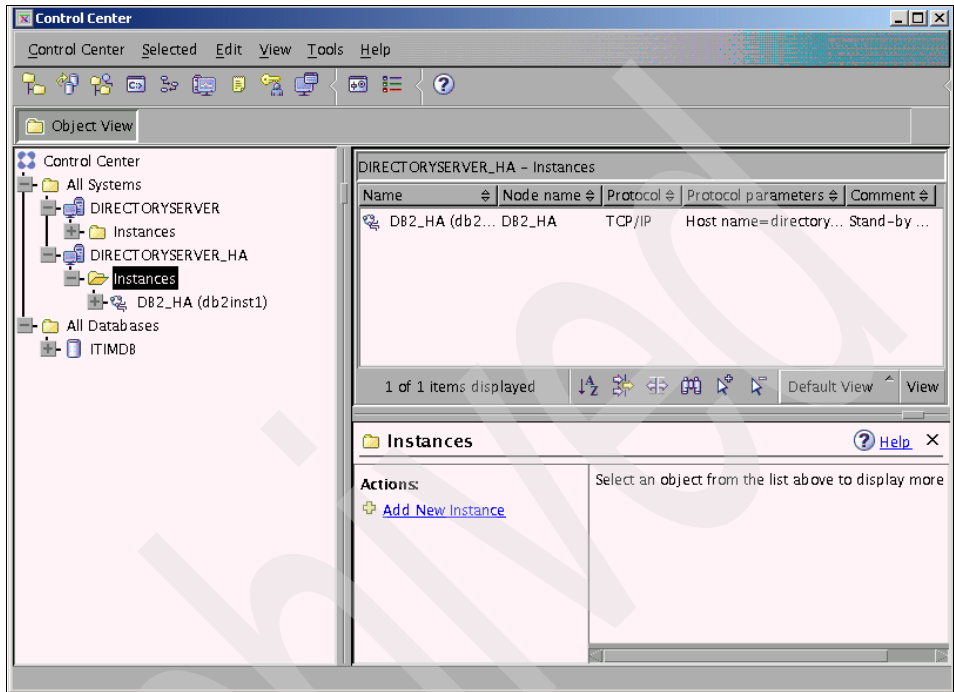 Control Center
Control Center Selected Edit View Tools Help
Object View
Control Center
All Systems
DIRECTORYSERVER
Instances
DIRECTORYSERVER_HA
Instances
DB2_HA (db2inst1)
All Databases
ITIMDB
DIRECTORYSERVER_HA – Instances
Name Node name Protocol Protocol parameters Comment
DB2_HA (db2... DB2_HA TCP/IP Host name=directory... Stand-by ...
1 of 1 items displayed Default View View
Instances Help
Actions:
Add New Instance
Select an object from the list above to display more